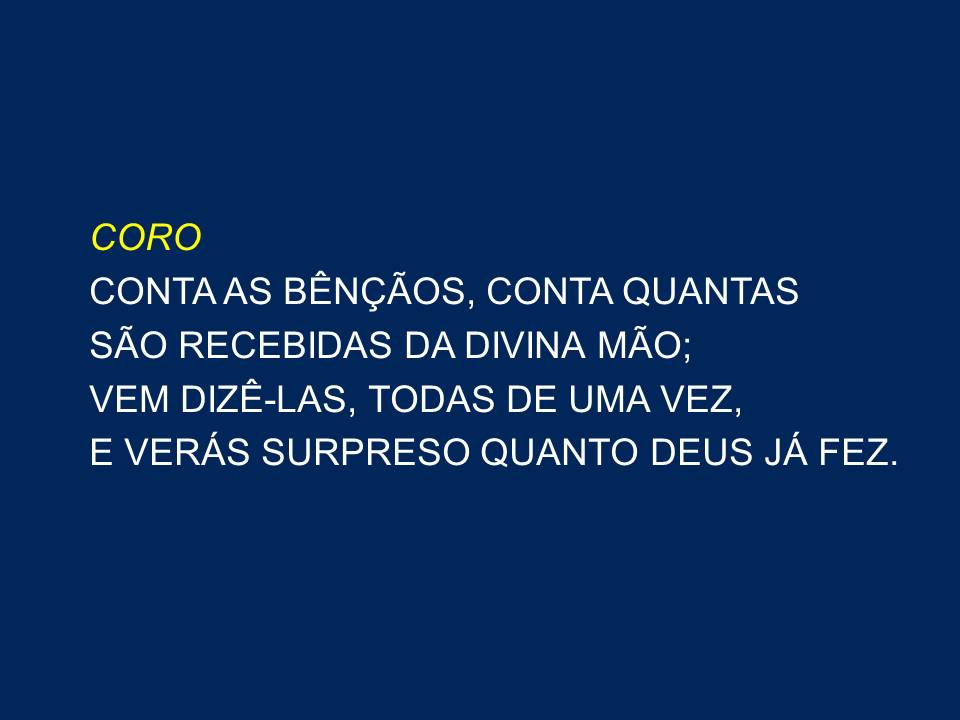 CORO
CONTA AS BÊNÇÃOS, CONTA QUANTAS
SÃO RECEBIDAS DA DIVINA MÃO;
VEM DIZÊ-LAS, TODAS DE UMA VEZ,
E VERÁS SURPRESO QUANTO DEUS JÁ FEZ.